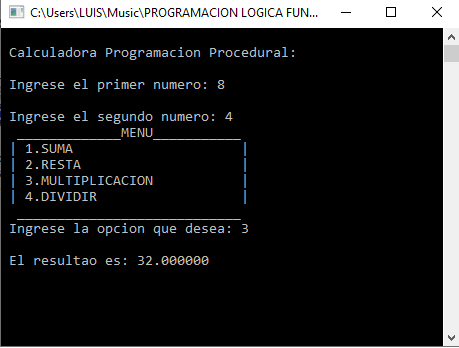 C:\Users\LUIS\Music\PROGRAMACION LOGICA FUN...
Calculadora Programacion Procedural:
Ingrese el primer numero: 8
Ingrese el segundo numero: 4
_____________MENU___________
| 1.SUMA                     |
| 2.RESTA                    |
| 3.MULTIPLICACION           |
| 4.DIVIDIR                  |
____________________________
Ingrese la opcion que desea: 3
El resultao es: 32.000000